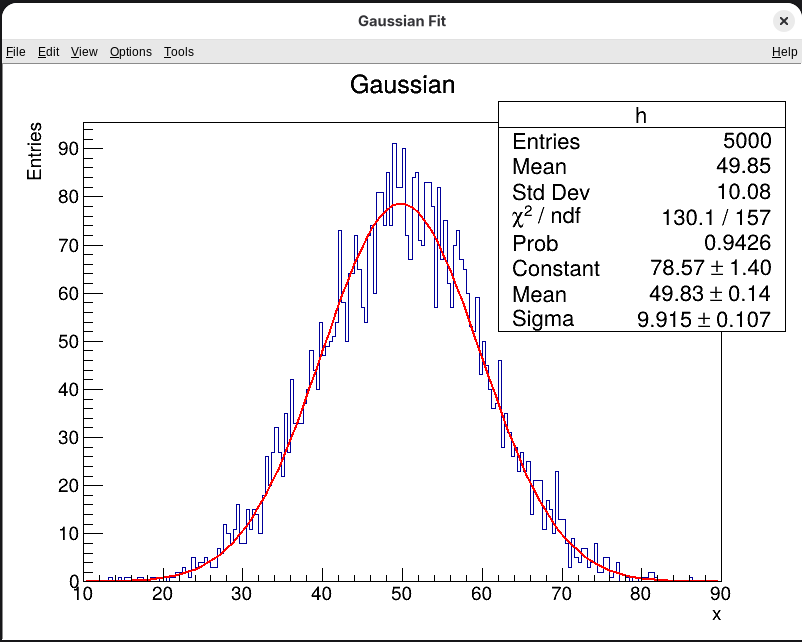 Gaussian Fit
File Edit View Options Tools Help
Gaussian
h
Entries 5000
Mean 49.85
Std Dev 10.08
χ² / ndf 130.1 / 157
Prob 0.9426
Constant 78.57 ± 1.40
Mean 49.83 ± 0.14
Sigma 9.915 ± 0.107
Entries
90
80
70
60
50
40
30
20
10
0
10 20 30 40 50 60 70 80 90
x